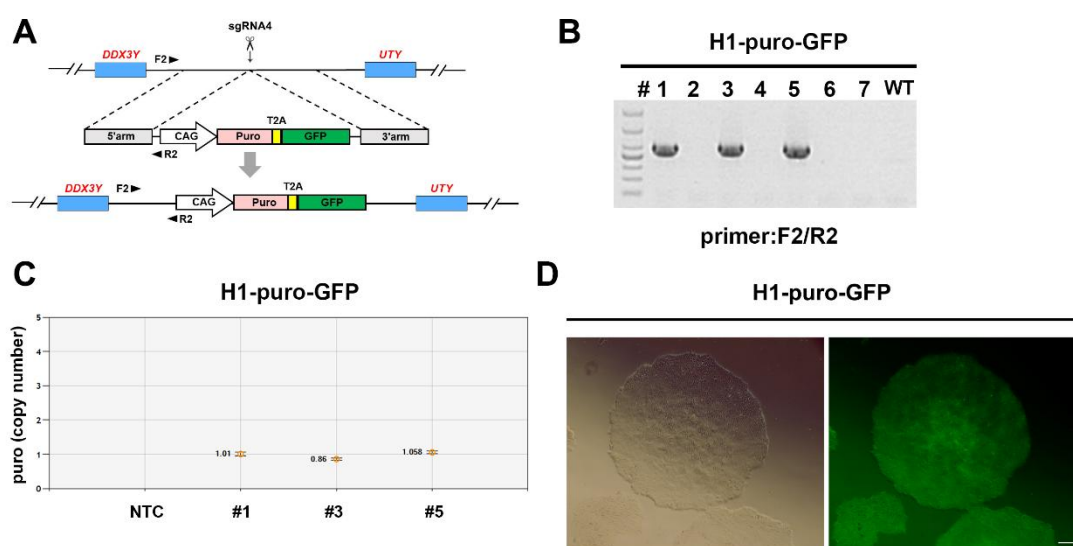 A
sgRNA4
DDX3Y F2 UTY
T2A
5'arm CAG Puro GFP 3'arm
R2
T2A
DDX3Y F2 UTY
CAG Puro GFP
R2
B
H1-puro-GFP
# 1 2 3 4 5 6 7 WT
primer:F2/R2
C
H1-puro-GFP
puro (copy number)
5
4
3
2
1
0
1.01
0.86
1.058
NTC #1 #3 #5
D
H1-puro-GFP